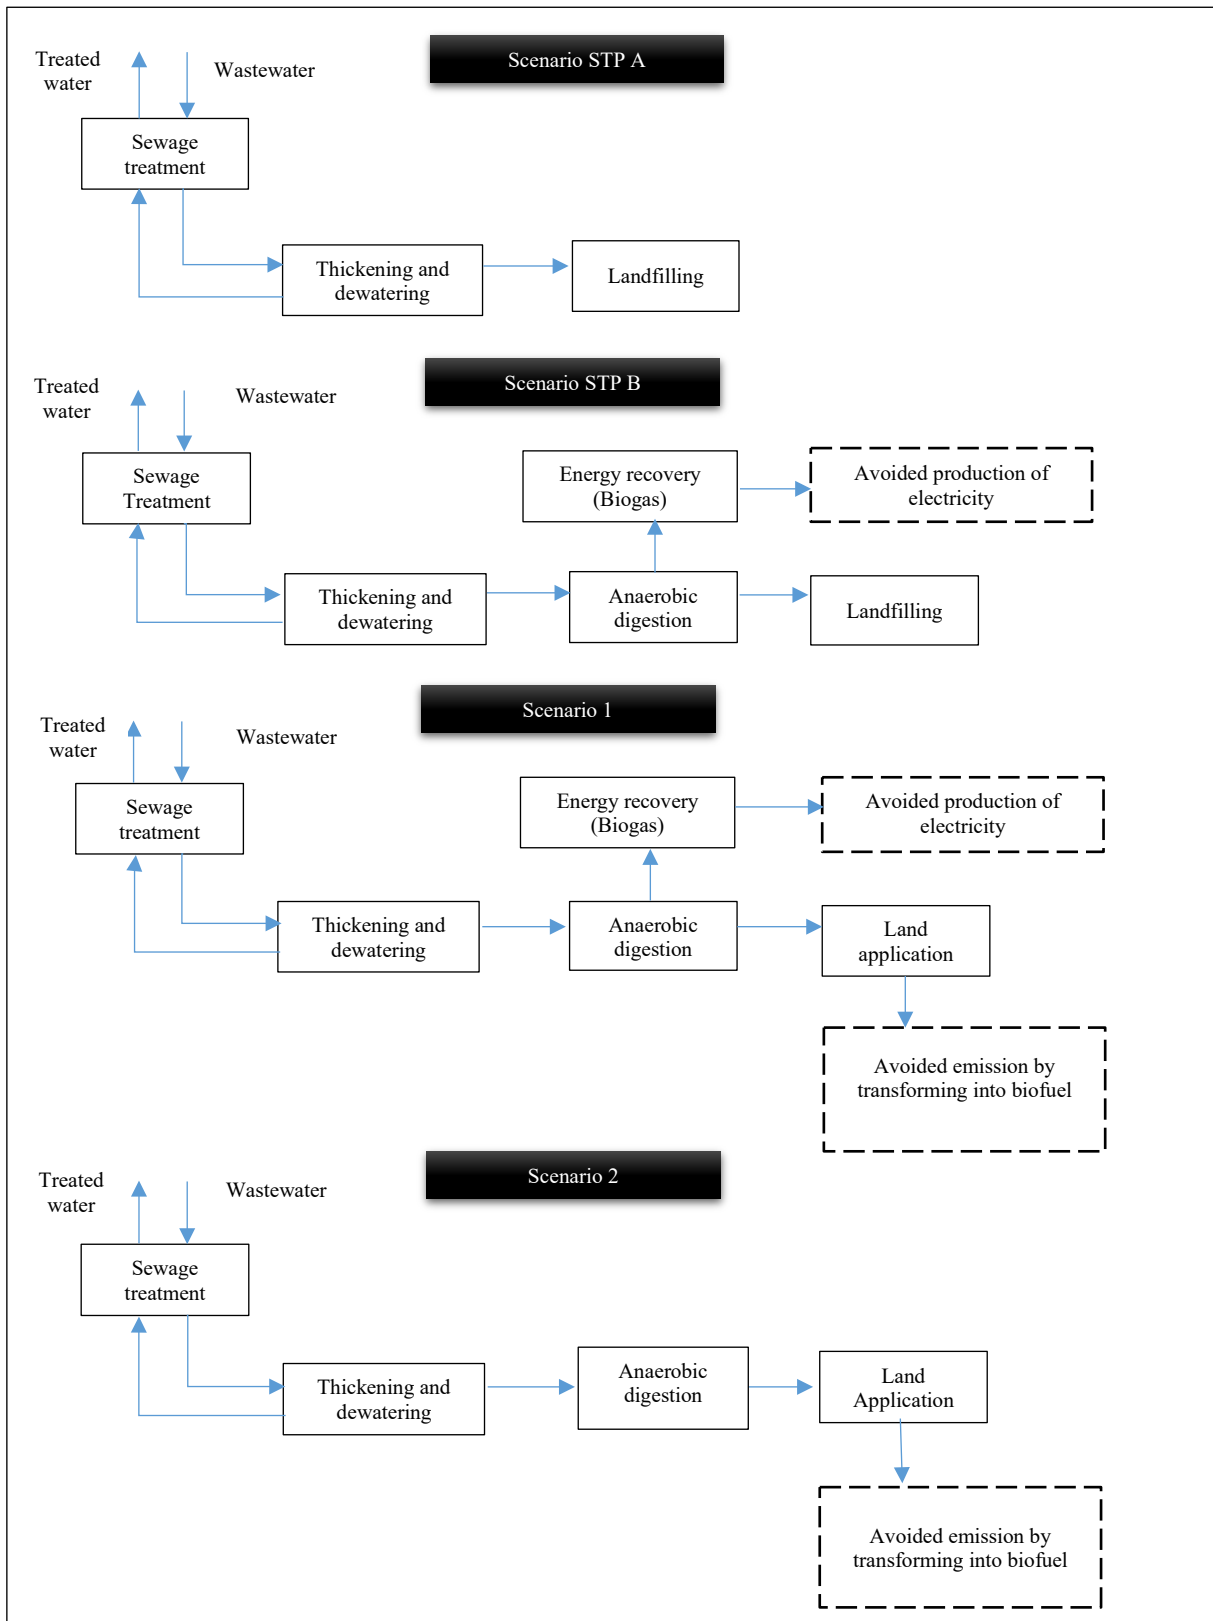 Scenario STP A
Treated
water
Wastewater
Sewage
treatment
Thickening and
dewatering
Landfilling
Scenario STP B
Treated
water
Wastewater
Sewage
Treatment
Energy recovery
(Biogas)
Avoided production of
electricity
Thickening and
dewatering
Anaerobic
digestion
Landfilling
Scenario 1
Treated
water
Wastewater
Sewage
treatment
Energy recovery
(Biogas)
Avoided production of
electricity
Thickening and
dewatering
Anaerobic
digestion
Land
application
Avoided emission by
transforming into biofuel
Scenario 2
Treated
water
Wastewater
Sewage
treatment
Thickening and
dewatering
Anaerobic
digestion
Land
Application
Avoided emission by
transforming into biofuel